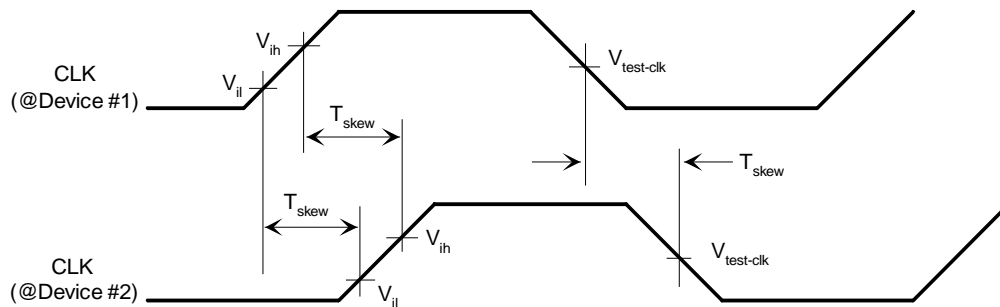 V_ih
CLK
(@Device #1)
V_il
V_test-clk
T_skew
T_skew
T_skew
V_ih
CLK
(@Device #2)
V_il
V_test-clk